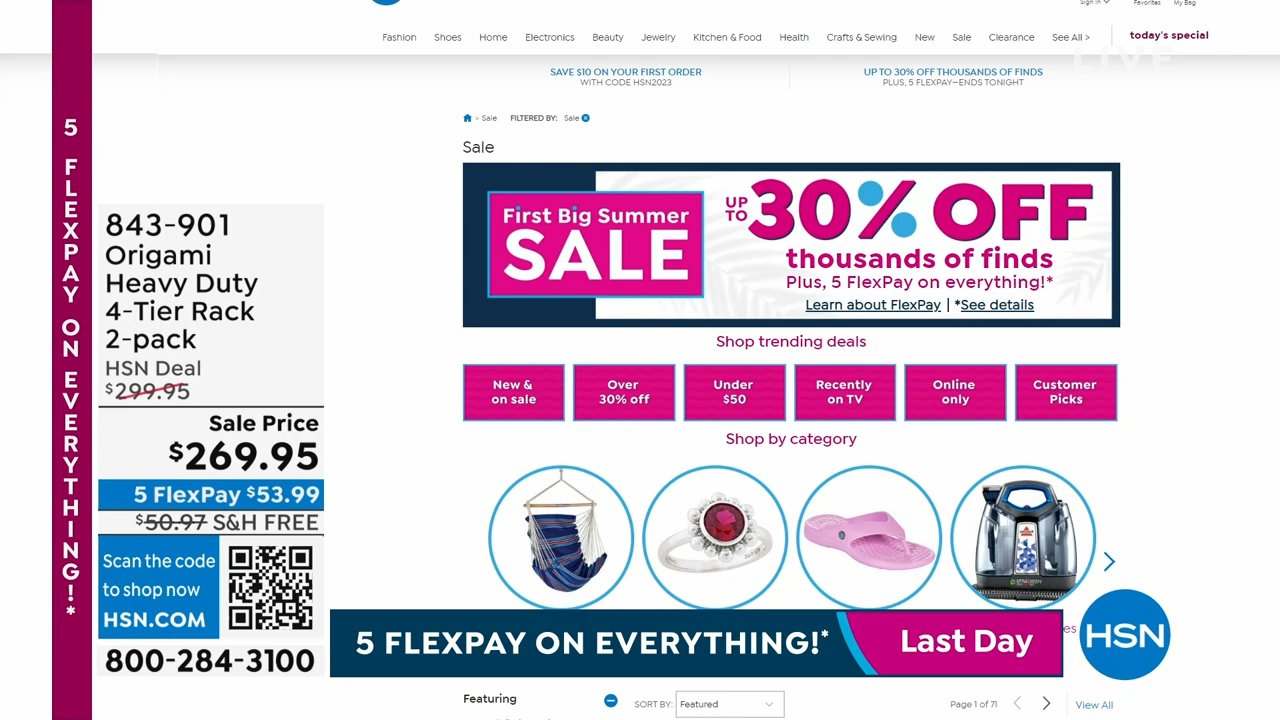 Sign In
Favorites
My Bag
Fashion
Shoes
Home
Electronics
Beauty
Jewelry
Kitchen & Food
Health
Crafts & Sewing
New
Sale
Clearance
See All >
today's special
LIVE
SAVE $10 ON YOUR FIRST ORDER
WITH CODE HSN2023
UP TO 30% OFF THOUSANDS OF FINDS
PLUS, 5 FLEXPAY—ENDS TONIGHT
> Sale
FILTERED BY: Sale
Sale
First Big Summer
SALE
UP TO 30% OFF
thousands of finds
Plus, 5 FlexPay on everything!*
Learn about FlexPay | *See details
Shop trending deals
New & on sale
Over 30% off
Under $50
Recently on TV
Online only
Customer Picks
Shop by category
5 FLEXPAY ON EVERYTHING!*
843-901
Origami
Heavy Duty
4-Tier Rack
2-pack
HSN Deal
$299.95
Sale Price
$269.95
5 FlexPay $53.99
$50.97 S&H FREE
Scan the code
to shop now
HSN.COM
800-284-3100
BISSELL
5 FLEXPAY ON EVERYTHING!*
Last Day
HSN
Featuring
SORT BY: Featured
Page 1 of 71
View All